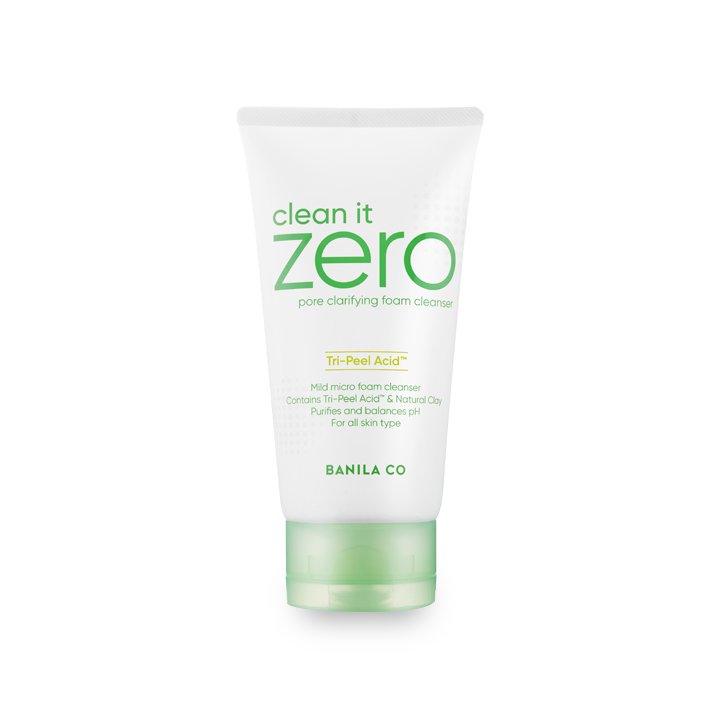 clean it
zero
pore clarifying foam cleanser
Tri-Peel Acid™
Mild micro foam cleanser
Contains Tri-Peel Acid™ & Natural Clay
Purifies and balances pH
For all skin type
BANILA CO